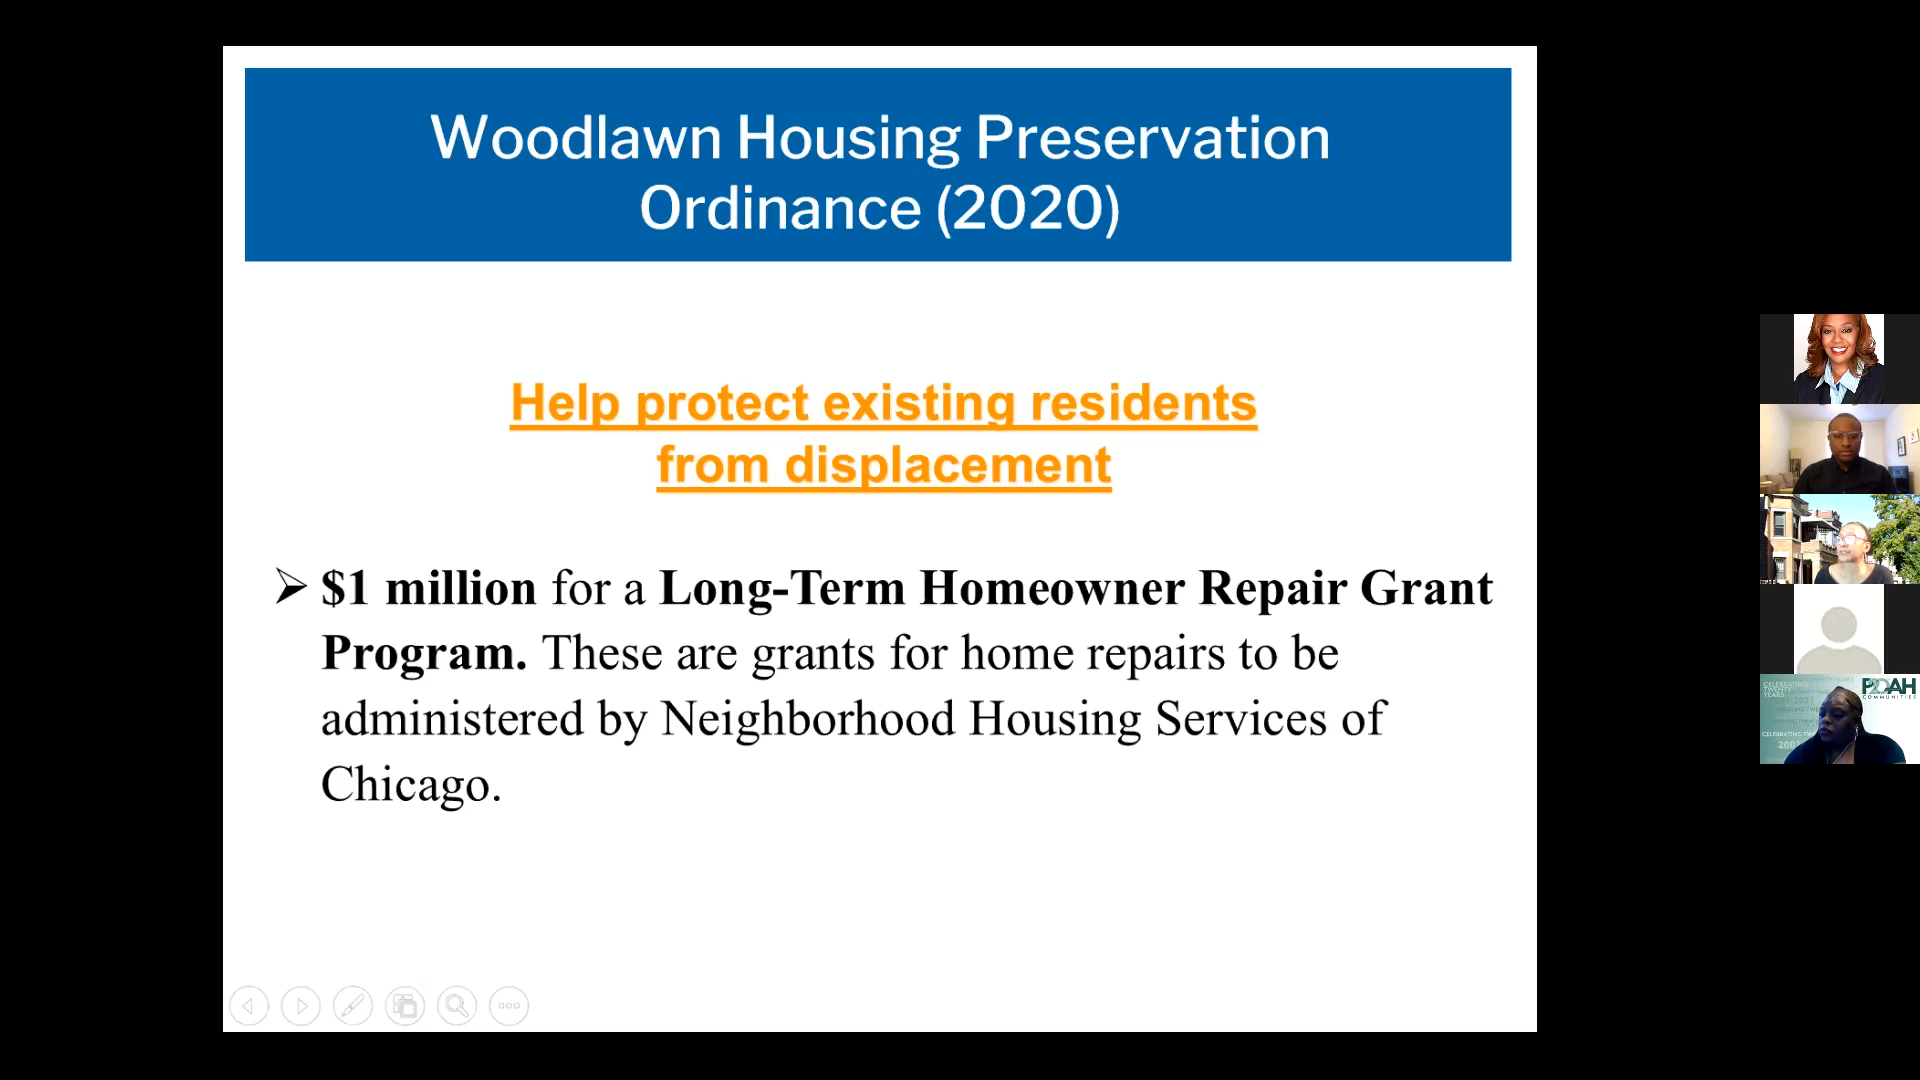 Woodlawn Housing Preservation
Ordinance (2020)
Help protect existing residents
from displacement
➢ $1 million for a Long-Term Homeowner Repair Grant
Program. These are grants for home repairs to be
administered by Neighborhood Housing Services of
Chicago.
COMMUNITIES